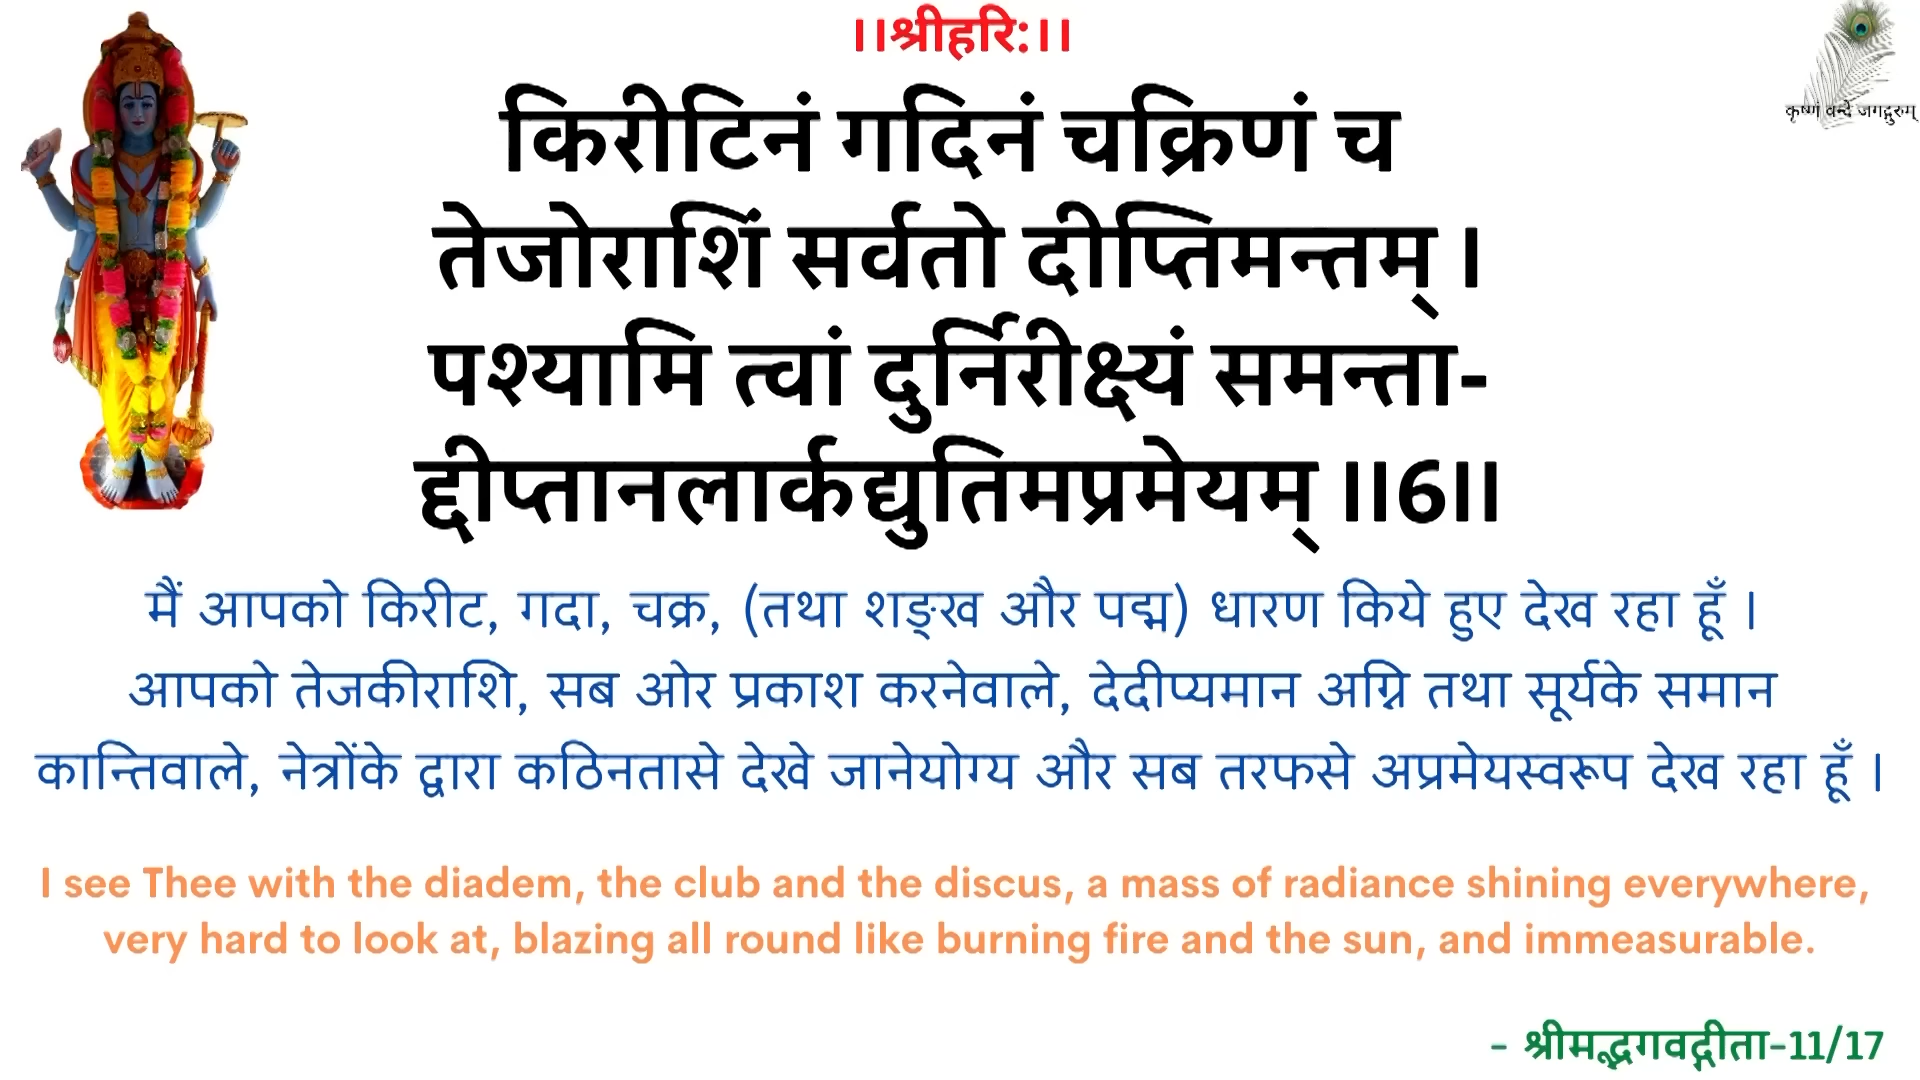 ।।श्रीहरि:।।
कृष्णं वन्दे जगद्गुरुम्
किरीटिनं गदिनं चक्रिणं च
तेजोराशिं सर्वतो दीप्तिमन्तम् ।
पश्यामि त्वां दुर्निरीक्ष्यं समन्ता-
द्दीप्तानलार्कद्युतिमप्रमेयम् ।।6।।
मैं आपको किरीट, गदा, चक्र, (तथा शङ्ख और पद्म) धारण किये हुए देख रहा हूँ ।
आपको तेजकीराशि, सब ओर प्रकाश करनेवाले, देदीप्यमान अग्नि तथा सूर्यके समान
कान्तिवाले, नेत्रोंके द्वारा कठिनतासे देखे जानेयोग्य और सब तरफसे अप्रमेयस्वरूप देख रहा हूँ ।
I see Thee with the diadem, the club and the discus, a mass of radiance shining everywhere,
very hard to look at, blazing all round like burning fire and the sun, and immeasurable.
- श्रीमद्भगवद्गीता-11/17